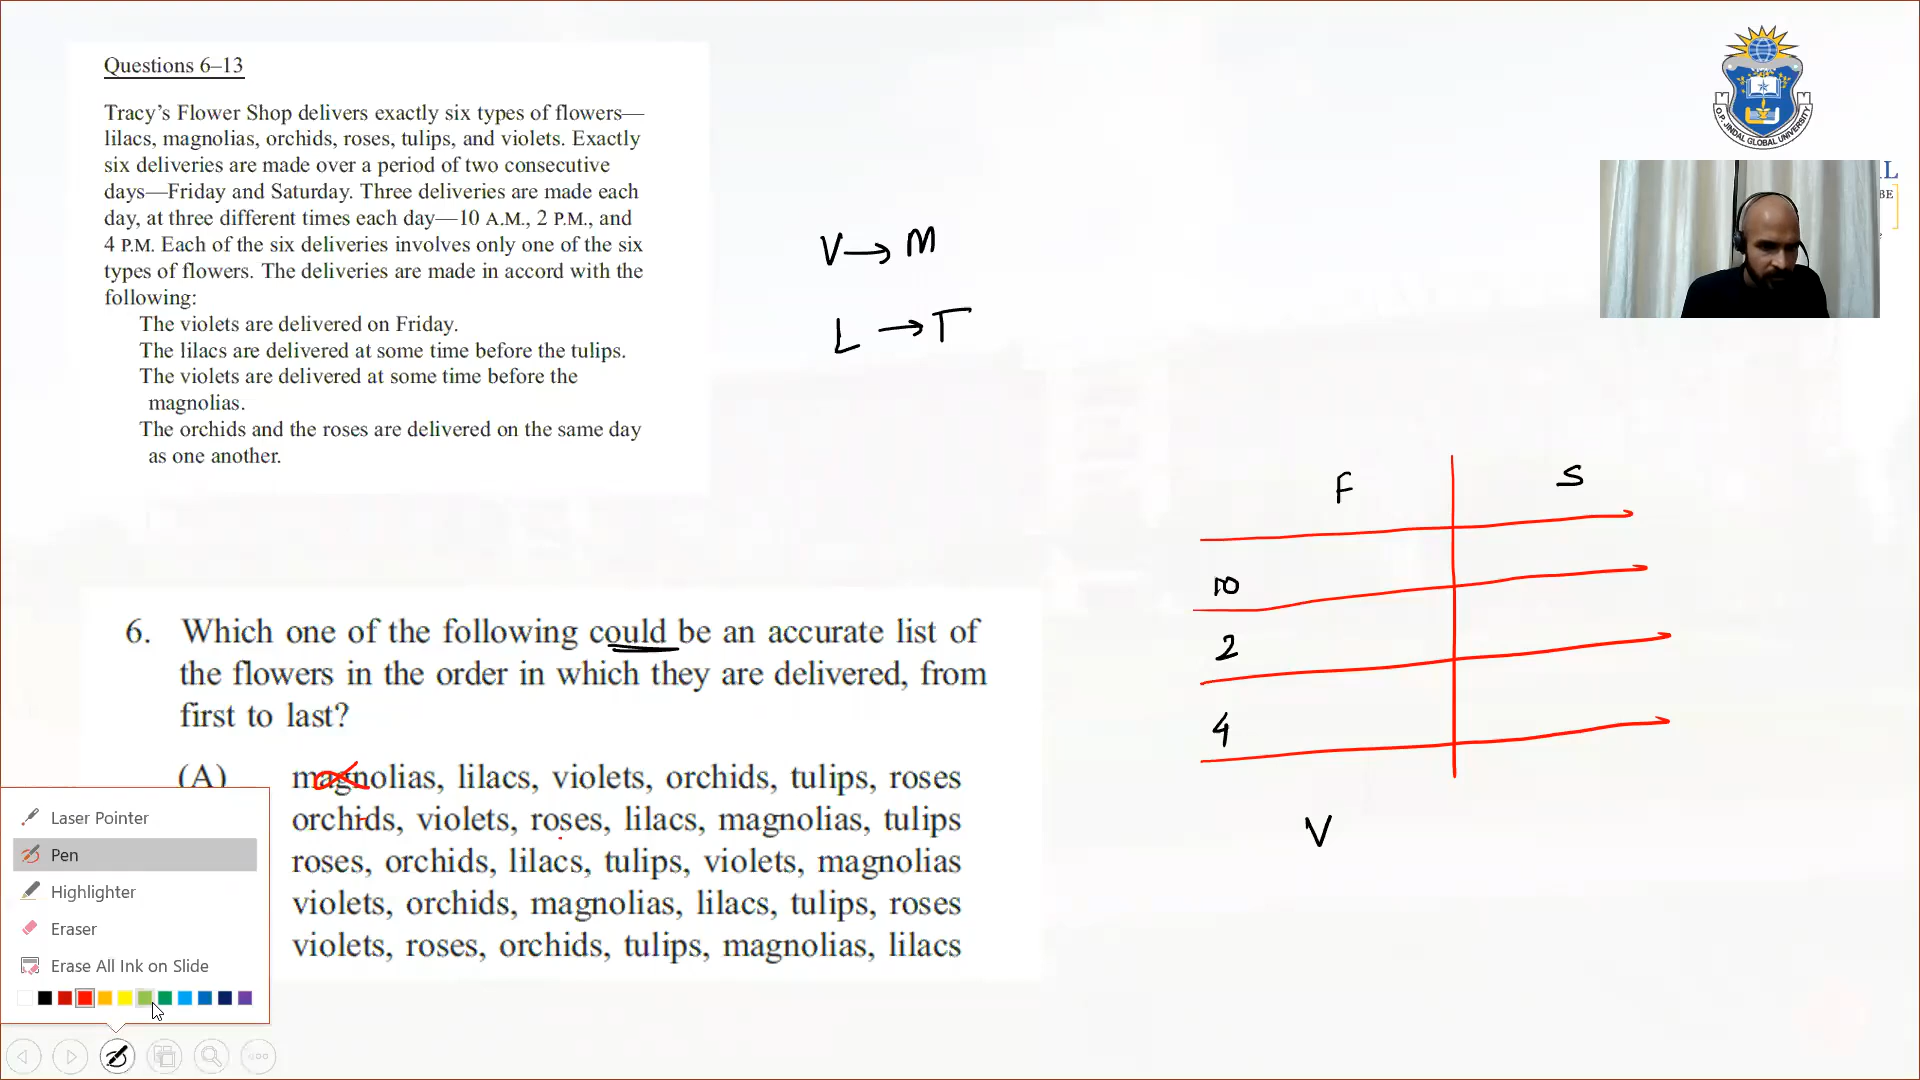 Questions 6–13
Tracy’s Flower Shop delivers exactly six types of flowers—
lilacs, magnolias, orchids, roses, tulips, and violets. Exactly
six deliveries are made over a period of two consecutive
days—Friday and Saturday. Three deliveries are made each
day, at three different times each day—10 A.M., 2 P.M., and
4 P.M. Each of the six deliveries involves only one of the six
types of flowers. The deliveries are made in accord with the
following:
The violets are delivered on Friday.
The lilacs are delivered at some time before the tulips.
The violets are delivered at some time before the
magnolias.
The orchids and the roses are delivered on the same day
as one another.
V → M
L → T
O.P. JINDAL GLOBAL UNIVERSITY
L
BE
F S
10
2
4
V
6. Which one of the following could be an accurate list of
the flowers in the order in which they are delivered, from
first to last?
(A) magnolias, lilacs, violets, orchids, tulips, roses
orchids, violets, roses, lilacs, magnolias, tulips
roses, orchids, lilacs, tulips, violets, magnolias
violets, orchids, magnolias, lilacs, tulips, roses
violets, roses, orchids, tulips, magnolias, lilacs
Laser Pointer
Pen
Highlighter
Eraser
Erase All Ink on Slide